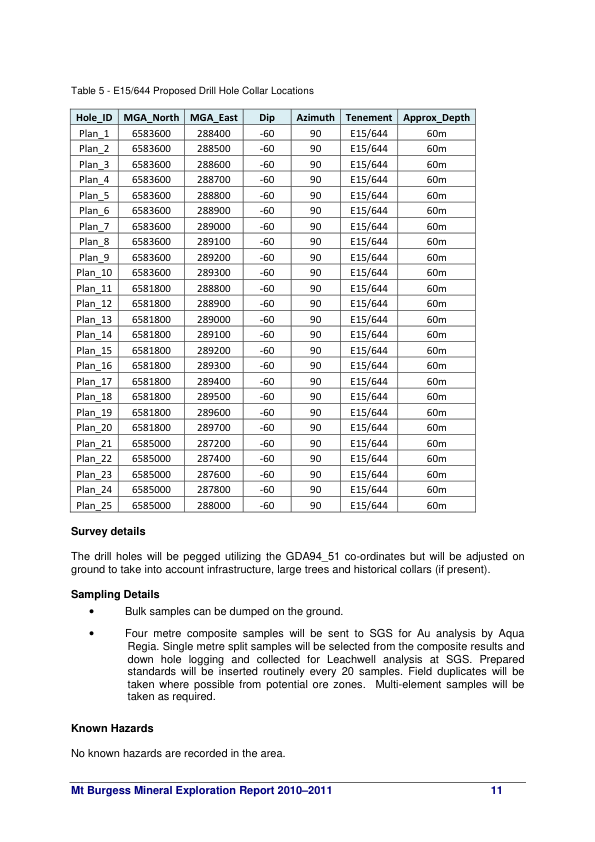 Table 5 - E15/644 Proposed Drill Hole Collar Locations
Hole_ID MGA_North MGA_East Dip Azimuth Tenement Approx_Depth
Plan_1 6583600 288400 -60 90 E15/644 60m
Plan_2 6583600 288500 -60 90 E15/644 60m
Plan_3 6583600 288600 -60 90 E15/644 60m
Plan_4 6583600 288700 -60 90 E15/644 60m
Plan_5 6583600 288800 -60 90 E15/644 60m
Plan_6 6583600 288900 -60 90 E15/644 60m
Plan_7 6583600 289000 -60 90 E15/644 60m
Plan_8 6583600 289100 -60 90 E15/644 60m
Plan_9 6583600 289200 -60 90 E15/644 60m
Plan_10 6583600 289300 -60 90 E15/644 60m
Plan_11 6581800 288800 -60 90 E15/644 60m
Plan_12 6581800 288900 -60 90 E15/644 60m
Plan_13 6581800 289000 -60 90 E15/644 60m
Plan_14 6581800 289100 -60 90 E15/644 60m
Plan_15 6581800 289200 -60 90 E15/644 60m
Plan_16 6581800 289300 -60 90 E15/644 60m
Plan_17 6581800 289400 -60 90 E15/644 60m
Plan_18 6581800 289500 -60 90 E15/644 60m
Plan_19 6581800 289600 -60 90 E15/644 60m
Plan_20 6581800 289700 -60 90 E15/644 60m
Plan_21 6585000 287200 -60 90 E15/644 60m
Plan_22 6585000 287400 -60 90 E15/644 60m
Plan_23 6585000 287600 -60 90 E15/644 60m
Plan_24 6585000 287800 -60 90 E15/644 60m
Plan_25 6585000 288000 -60 90 E15/644 60m
Survey details
The drill holes will be pegged utilizing the GDA94_51 co-ordinates but will be adjusted on
ground to take into account infrastructure, large trees and historical collars (if present).
Sampling Details
• Bulk samples can be dumped on the ground.
• Four metre composite samples will be sent to SGS for Au analysis by Aqua
Regia. Single metre split samples will be selected from the composite results and
down hole logging and collected for Leachwell analysis at SGS. Prepared
standards will be inserted routinely every 20 samples. Field duplicates will be
taken where possible from potential ore zones. Multi-element samples will be
taken as required.
Known Hazards
No known hazards are recorded in the area.
Mt Burgess Mineral Exploration Report 2010–2011 11